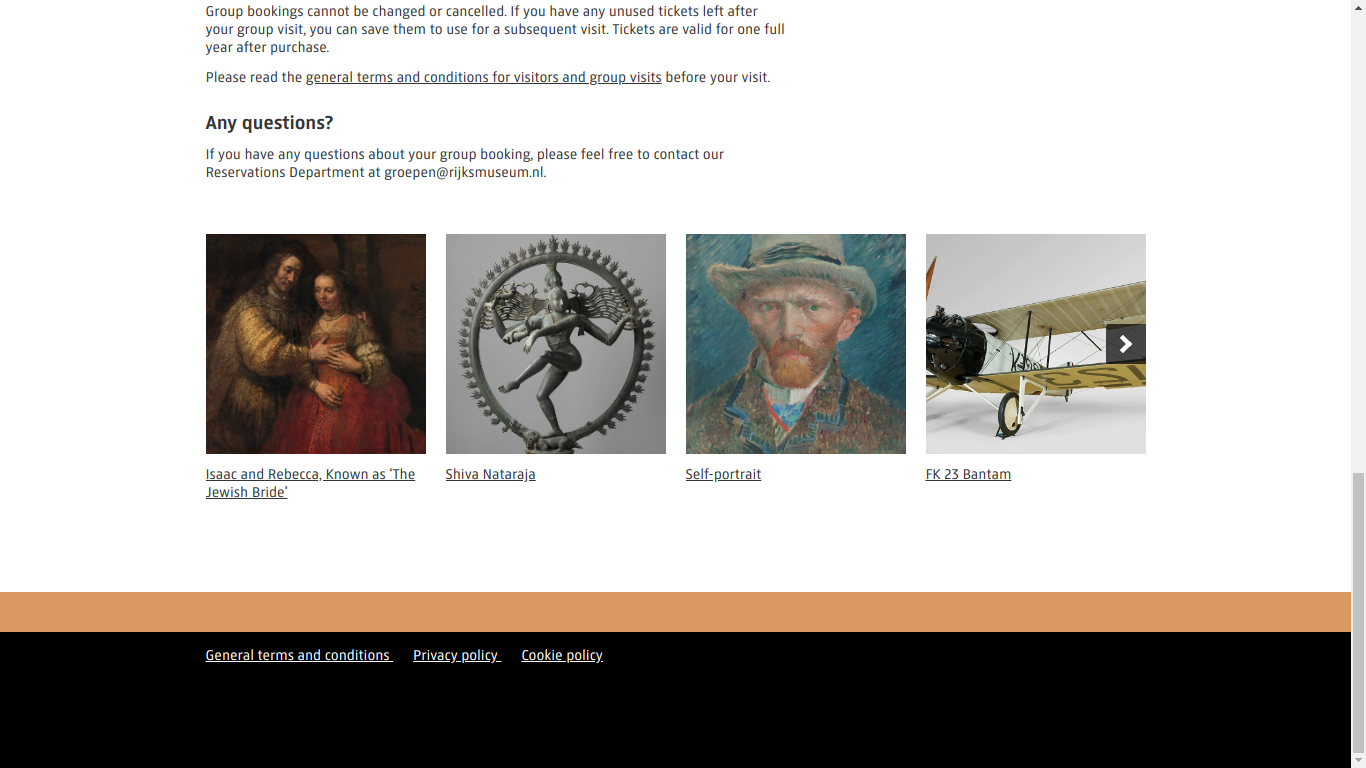 Group bookings cannot be changed or cancelled. If you have any unused tickets left after
your group visit, you can save them to use for a subsequent visit. Tickets are valid for one full
year after purchase.
Please read the general terms and conditions for visitors and group visits before your visit.
Any questions?
If you have any questions about your group booking, please feel free to contact our
Reservations Department at groepen@rijksmuseum.nl.
Isaac and Rebecca, Known as ‘The
Jewish Bride’
Shiva Nataraja
Self-portrait
FK 23 Bantam
General terms and conditions
Privacy policy
Cookie policy